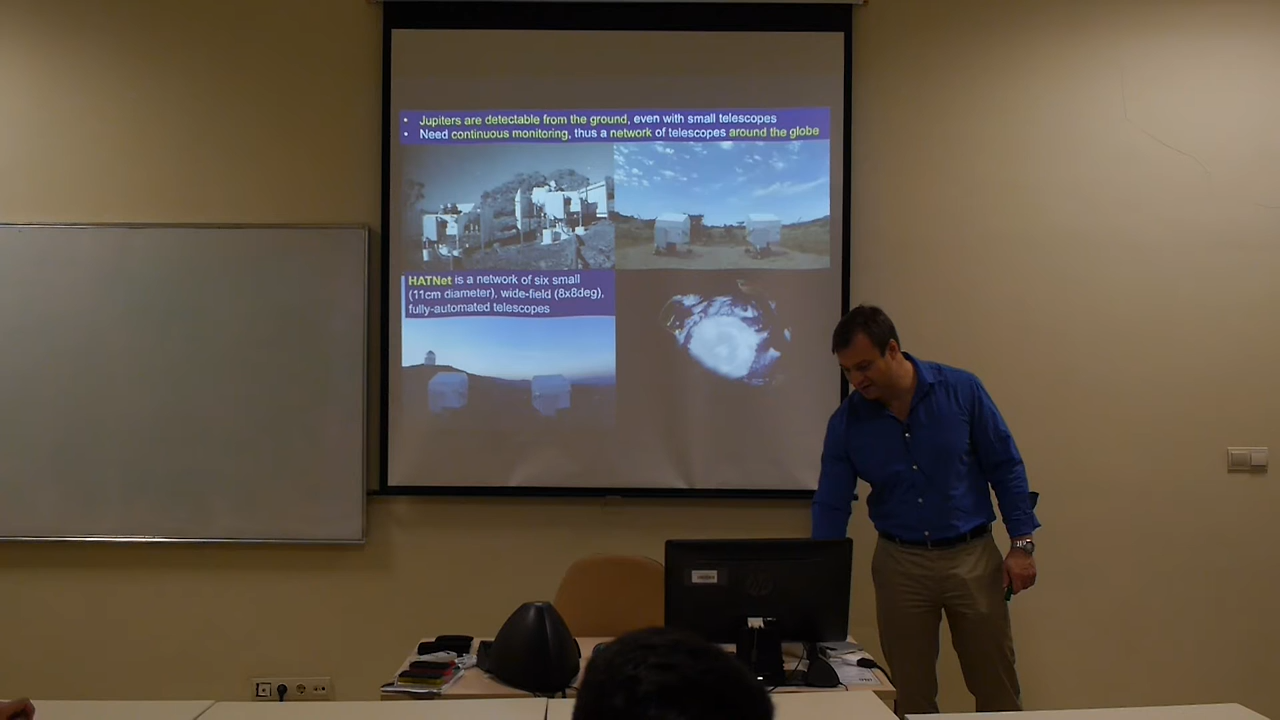 • Jupiters are detectable from the ground, even with small telescopes
• Need continuous monitoring, thus a network of telescopes around the globe
HATNet is a network of six small
(11cm diameter), wide-field (8x8deg),
fully-automated telescopes